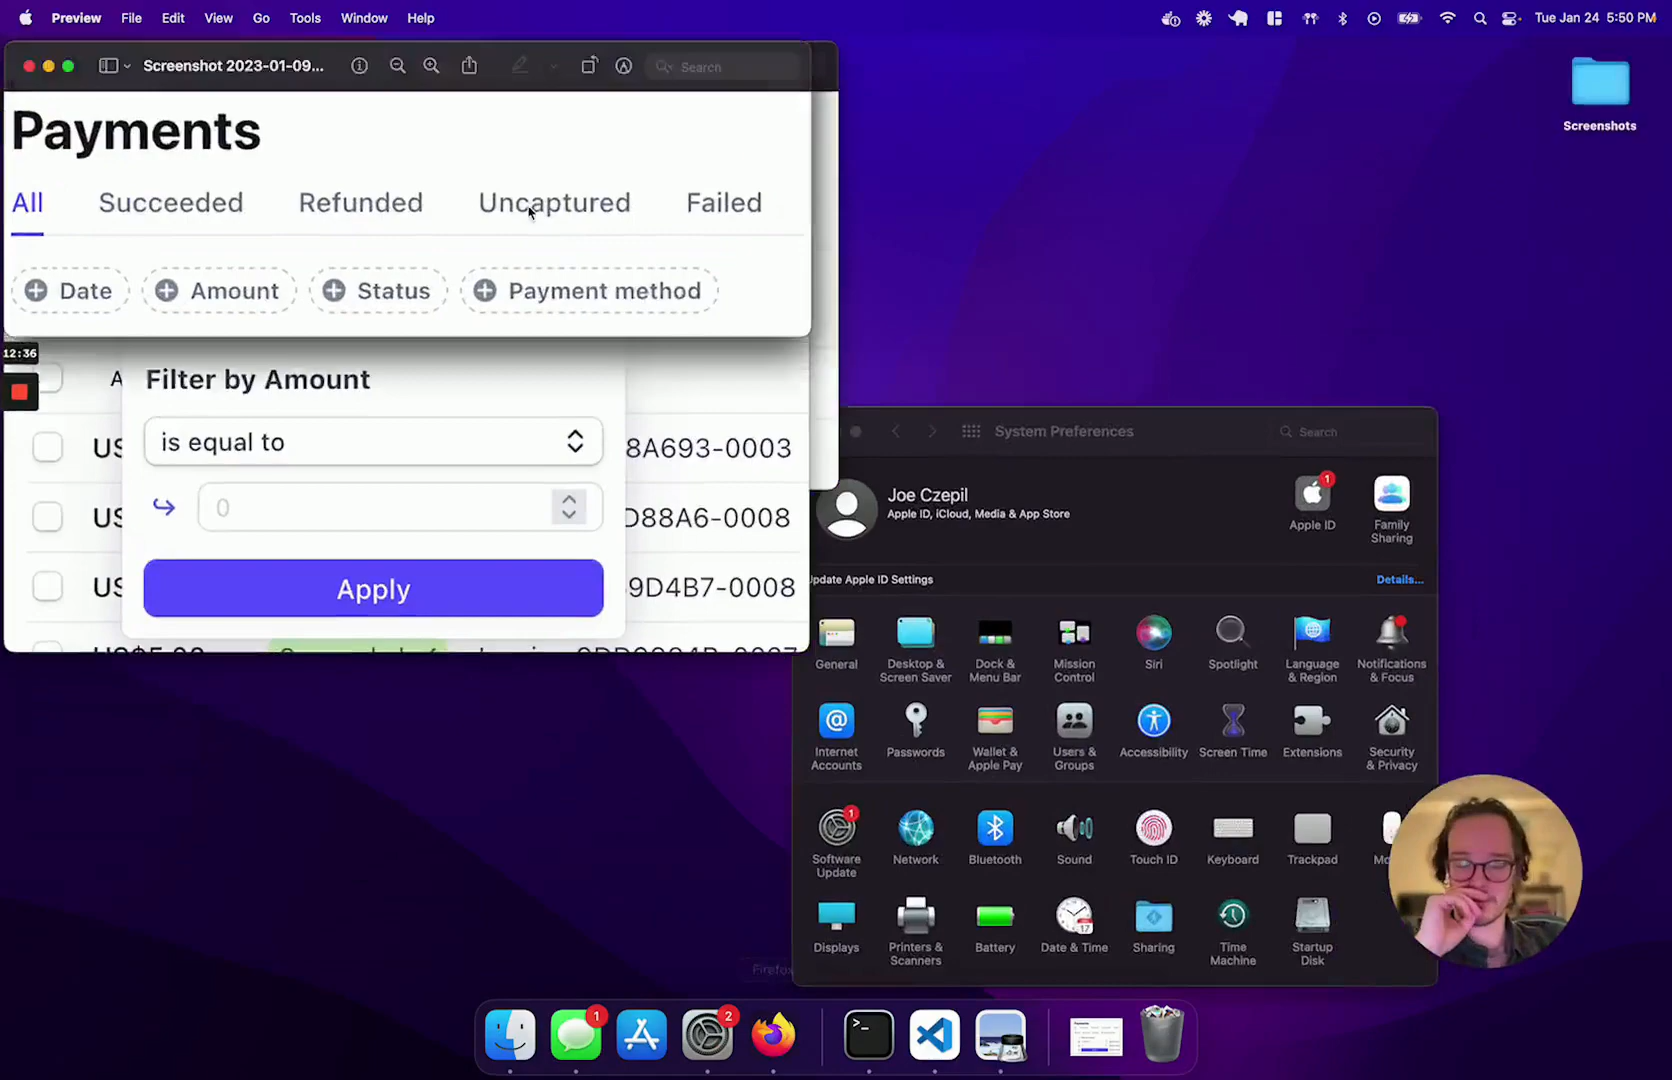 Preview File Edit View Go Tools Window Help
Tue Jan 24 5:50 PM
Screenshot 2023-01-09...
Search
Screenshots
Payments
All Succeeded Refunded Uncaptured Failed
Date Amount Status Payment method
12:36
Filter by Amount
is equal to
8A693-0003
0
D88A6-0008
Apply
9D4B7-0008
System Preferences
Search
Joe Czepil
Apple ID, iCloud, Media & App Store
1
Apple ID
Family
Sharing
Update Apple ID Settings
Details...
General
Desktop &
Screen Saver
Dock &
Menu Bar
Mission
Control
Siri
Spotlight
Language
& Region
Notifications
& Focus
Internet
Accounts
Passwords
Wallet &
Apple Pay
Users &
Groups
Accessibility
Screen Time
Extensions
Security
& Privacy
1
Software
Update
Network
Bluetooth
Sound
Touch ID
Keyboard
Trackpad
Displays
Printers &
Scanners
Battery
17
Date & Time
Sharing
Time
Machine
Startup
Disk
Firefox
1
2